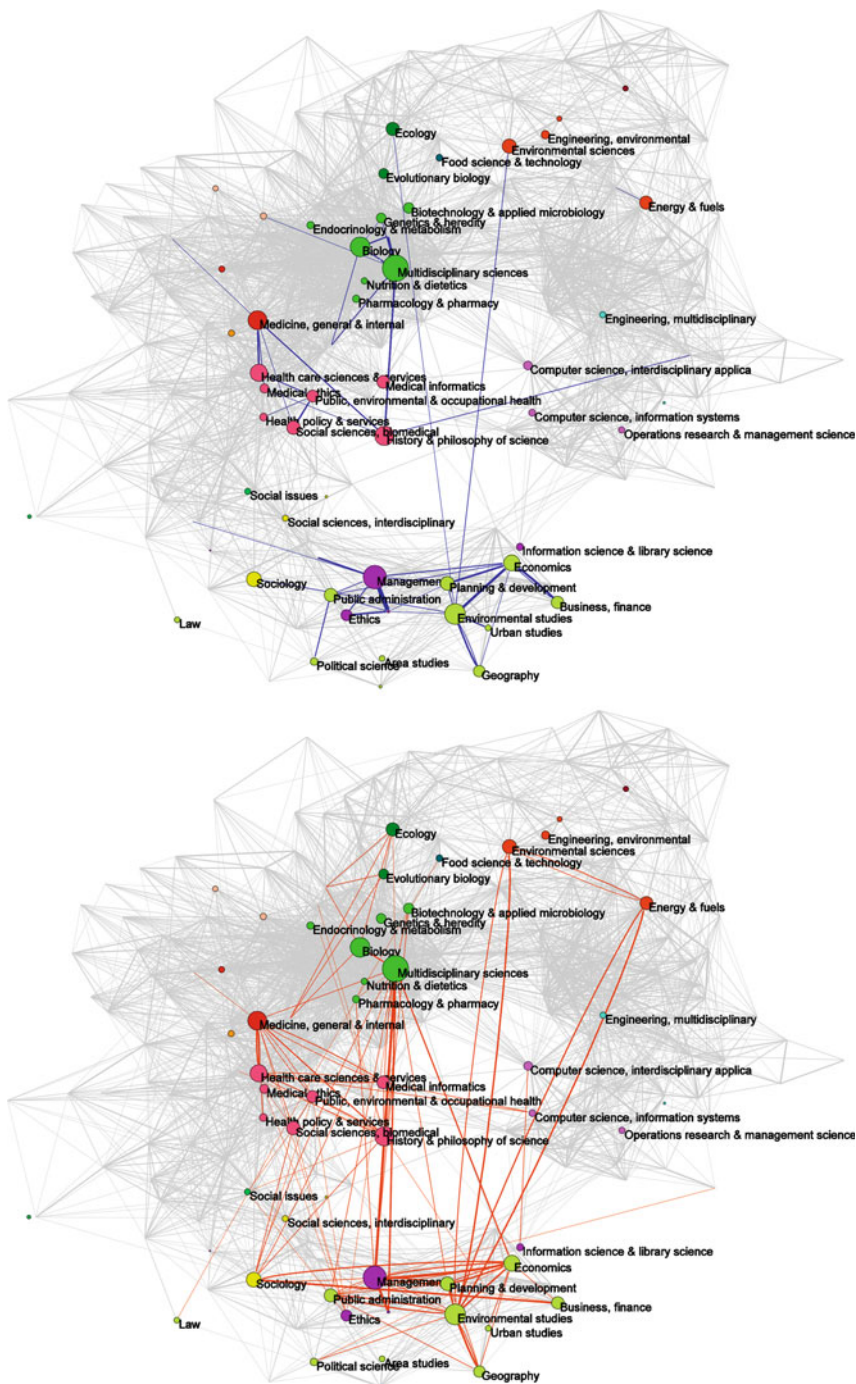 Ecology
Engineering, environmental
Environmental sciences
Food science & technology
Evolutionary biology
Energy & fuels
Biotechnology & applied microbiology
Genetics & heredity
Endocrinology & metabolism
Biology
Multidisciplinary sciences
Nutrition & dietetics
Pharmacology & pharmacy
Engineering, multidisciplinary
Medicine, general & internal
Computer science, interdisciplinary applica
Health care sciences & services
Medical informatics
Medical ethics
Public, environmental & occupational health
Computer science, information systems
Health policy & services
Social sciences, biomedical
Operations research & management science
History & philosophy of science
Social issues
Social sciences, interdisciplinary
Information science & library science
Economics
Sociology
Management
Planning & development
Public administration
Business, finance
Law
Ethics
Environmental studies
Urban studies
Political science
Area studies
Geography
Ecology
Engineering, environmental
Environmental sciences
Food science & technology
Evolutionary biology
Energy & fuels
Biotechnology & applied microbiology
Genetics & heredity
Endocrinology & metabolism
Biology
Multidisciplinary sciences
Nutrition & dietetics
Pharmacology & pharmacy
Engineering, multidisciplinary
Medicine, general & internal
Computer science, interdisciplinary applica
Health care sciences & services
Medical informatics
Medical ethics
Public, environmental & occupational health
Computer science, information systems
Health policy & services
Social sciences, biomedical
Operations research & management science
History & philosophy of science
Social issues
Social sciences, interdisciplinary
Information science & library science
Economics
Sociology
Management
Planning & development
Public administration
Business, finance
Law
Ethics
Environmental studies
Urban studies
Political science
Area studies
Geography